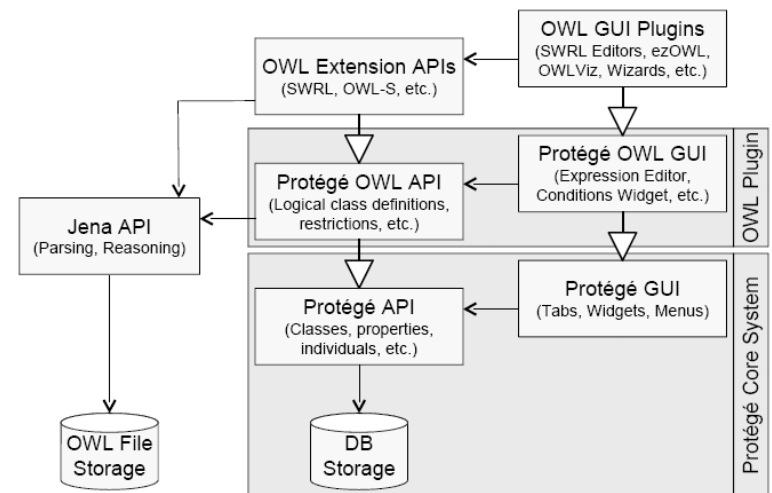 OWL GUI Plugins
(SWRL Editors, ezOWL,
OWLViz, Wizards, etc.)
OWL Extension APIs
(SWRL, OWL-S, etc.)
Protégé OWL GUI
(Expression Editor,
Conditions Widget, etc.)
Protégé OWL API
(Logical class definitions,
restrictions, etc.)
OWL Plugin
Jena API
(Parsing, Reasoning)
Protégé GUI
(Tabs, Widgets, Menus)
Protégé API
(Classes, properties,
individuals, etc.)
Protégé Core System
OWL File
Storage
DB
Storage